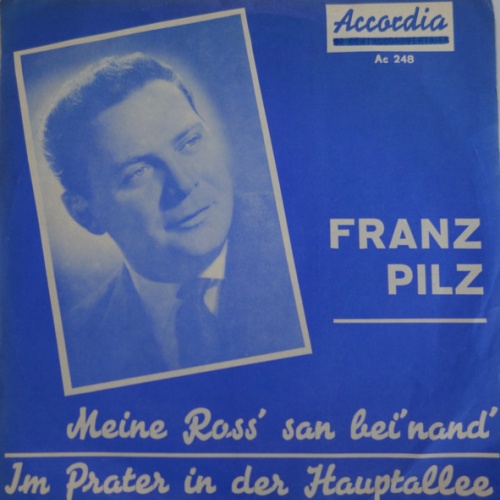 Accordia
Ac 248
FRANZ
PILZ
Meine Ross' san bei'nand'
Im Prater in der Hauptallee